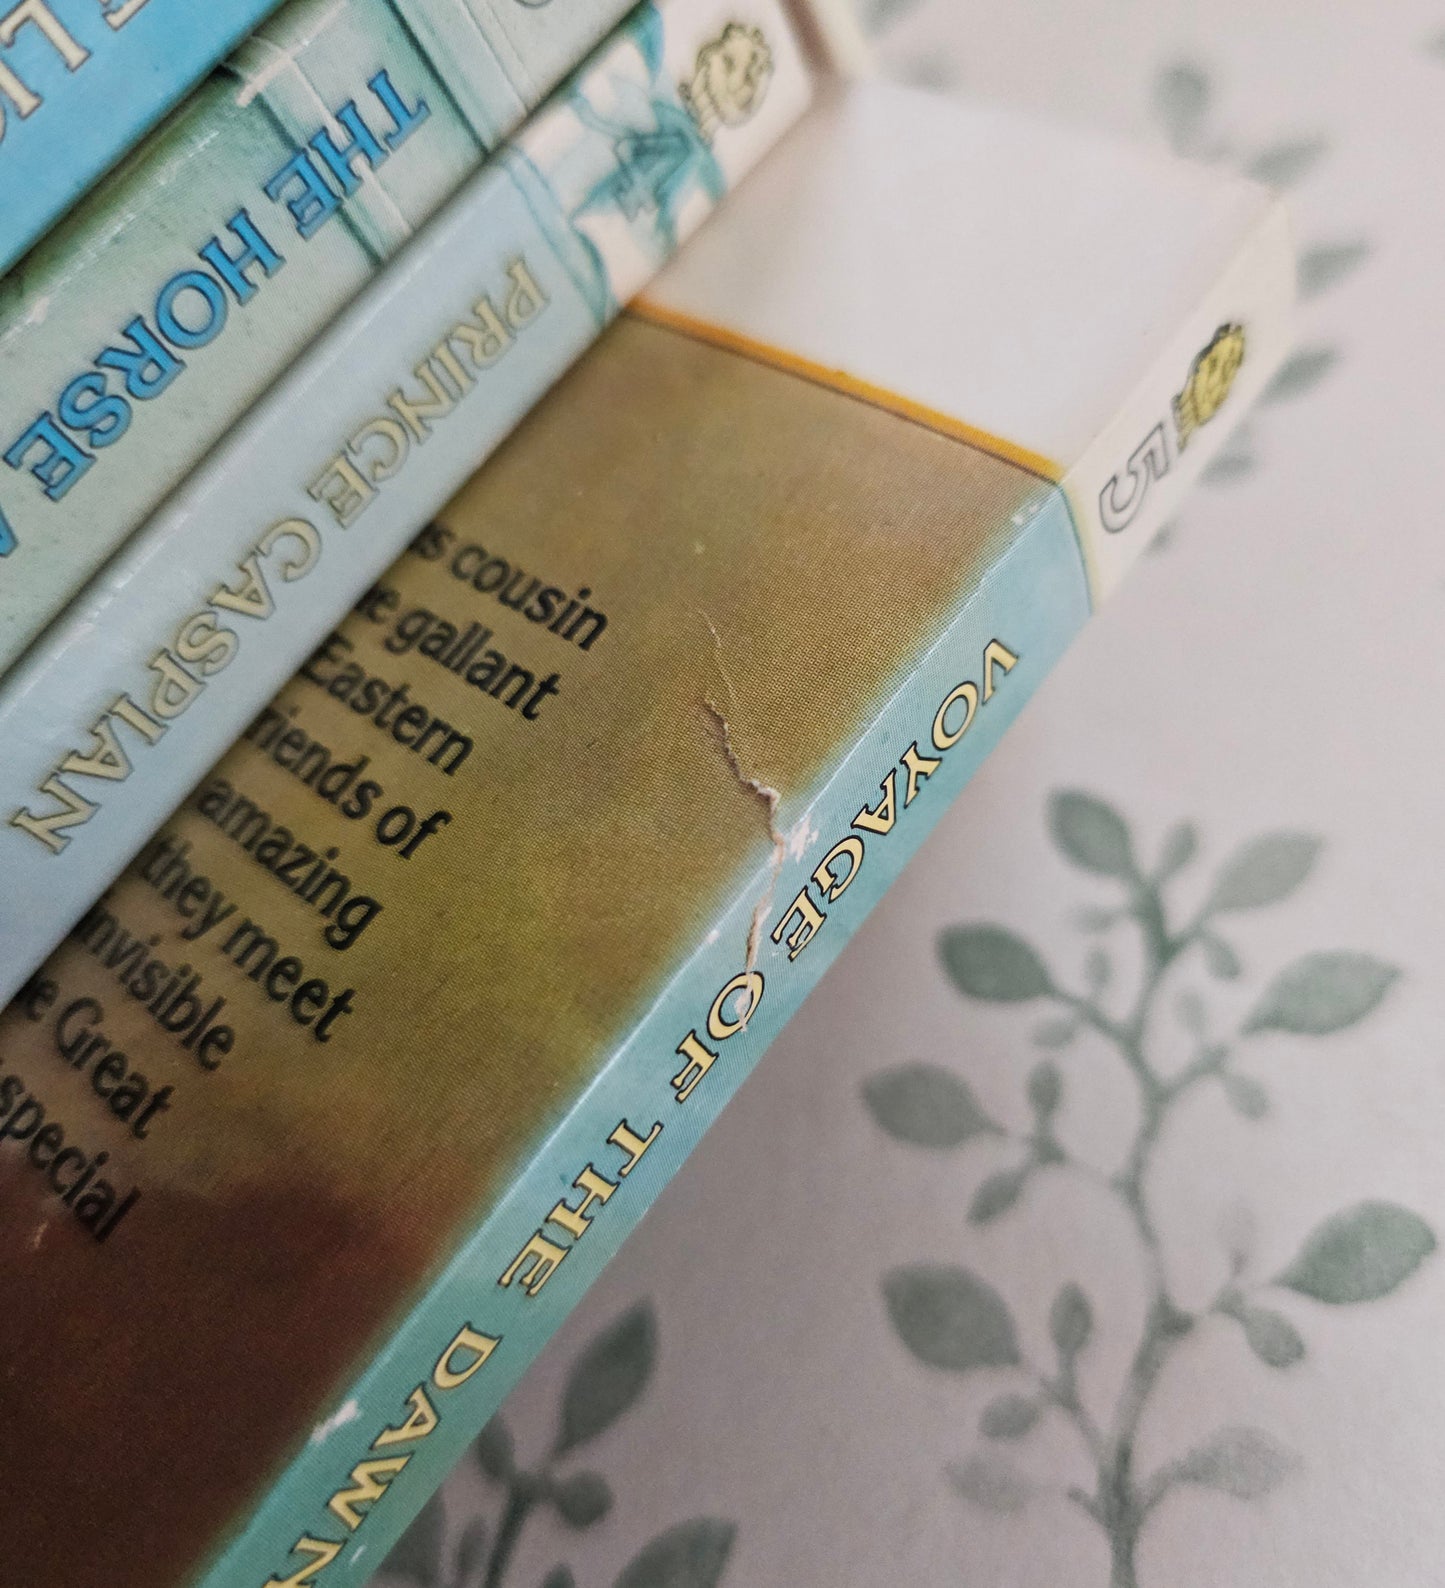 THE HORSE
PRINCE CASPIAN
5
VOYAGE OF THE DAWN
cousin
gallant
Eastern
riends of
amazing
they meet
nvisible
e Great
special